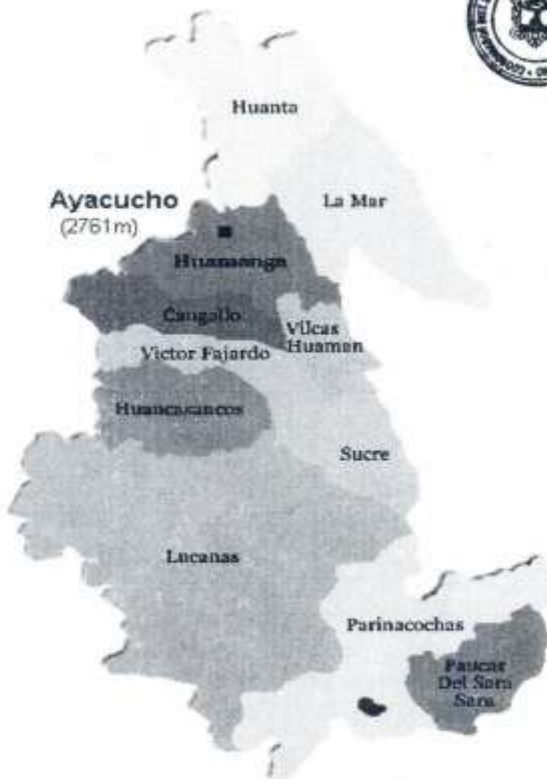 Huanta
La Mar
Ayacucho
(2761m)
Huamanga
Cangallo
Vilcas
Huaman
Victor Fajardo
Huancasancos
Sucre
Lucanas
Parinacochas
Paucar
Del Sara
Sara